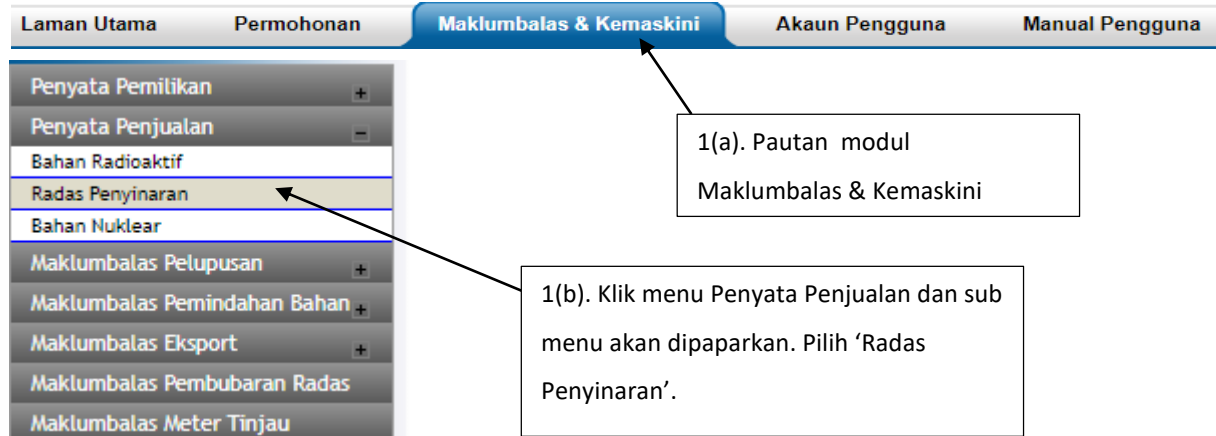 Laman Utama Permohonan Maklumbalas & Kemaskini Akaun Pengguna Manual Pengguna
Penyata Pemilikan +
Penyata Penjualan -
Bahan Radioaktif
Radas Penyinaran
Bahan Nuklear
Maklumbalas Pelupusan +
Maklumbalas Pemindahan Bahan +
Maklumbalas Eksport +
Maklumbalas Pembubaran Radas
Maklumbalas Meter Tinjau
1(a). Pautan modul
Maklumbalas & Kemaskini
1(b). Klik menu Penyata Penjualan dan sub
menu akan dipaparkan. Pilih ‘Radas
Penyinaran’.